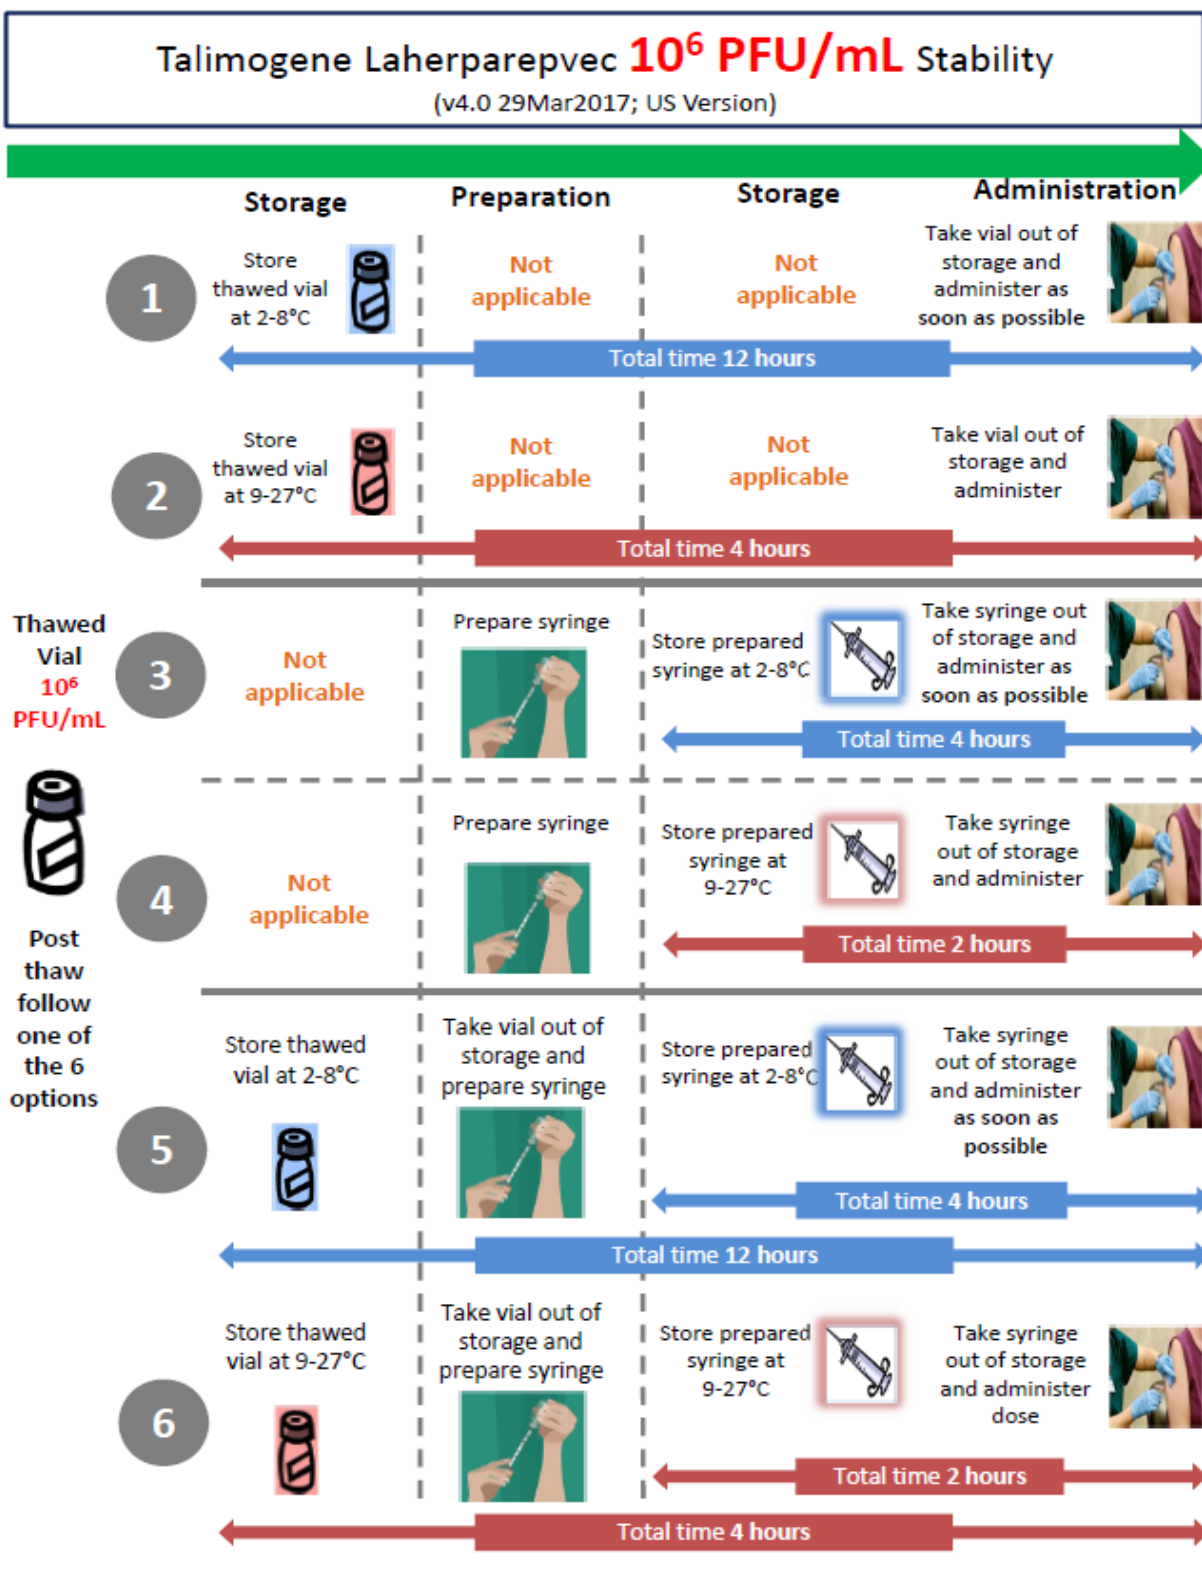 Talimogene Laherparepvec 10⁶ PFU/mL Stability
(v4.0 29Mar2017; US Version)
Storage
Preparation
Storage
Administration
1
Store
thawed vial
at 2-8°C
Not
applicable
Not
applicable
Take vial out of
storage and
administer as
soon as possible
Total time 12 hours
2
Store
thawed vial
at 9-27°C
Not
applicable
Not
applicable
Take vial out of
storage and
administer
Total time 4 hours
Thawed
Vial
10⁶
PFU/mL
Post
thaw
follow
one of
the 6
options
3
Not
applicable
Prepare syringe
Store prepared
syringe at 2-8°C
Take syringe out
of storage and
administer as
soon as possible
Total time 4 hours
4
Not
applicable
Prepare syringe
Store prepared
syringe at
9-27°C
Take syringe
out of storage
and administer
Total time 2 hours
5
Store thawed
vial at 2-8°C
Take vial out of
storage and
prepare syringe
Store prepared
syringe at 2-8°C
Take syringe
out of storage
and administer
as soon as
possible
Total time 4 hours
Total time 12 hours
6
Store thawed
vial at 9-27°C
Take vial out of
storage and
prepare syringe
Store prepared
syringe at
9-27°C
Take syringe
out of storage
and administer
dose
Total time 2 hours
Total time 4 hours